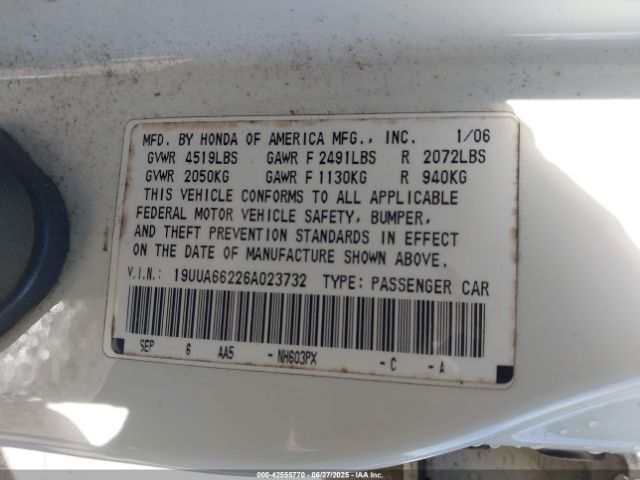 MFD. BY HONDA OF AMERICA MFG., INC. 1/06
GVWR 4519LBS GAWR F 2491LBS R 2072LBS
GVWR 2050KG GAWR F 1130KG R 940KG
THIS VEHICLE CONFORMS TO ALL APPLICABLE
FEDERAL MOTOR VEHICLE SAFETY, BUMPER,
AND THEFT PREVENTION STANDARDS IN EFFECT
ON THE DATE OF MANUFACTURE SHOWN ABOVE.
V.I.N.: 19UUA66226A023732 TYPE: PASSENGER CAR
SEP 6 AA5 -NH603PX -C -A
000-42555770 - 06/27/2025 - IAAI.COM